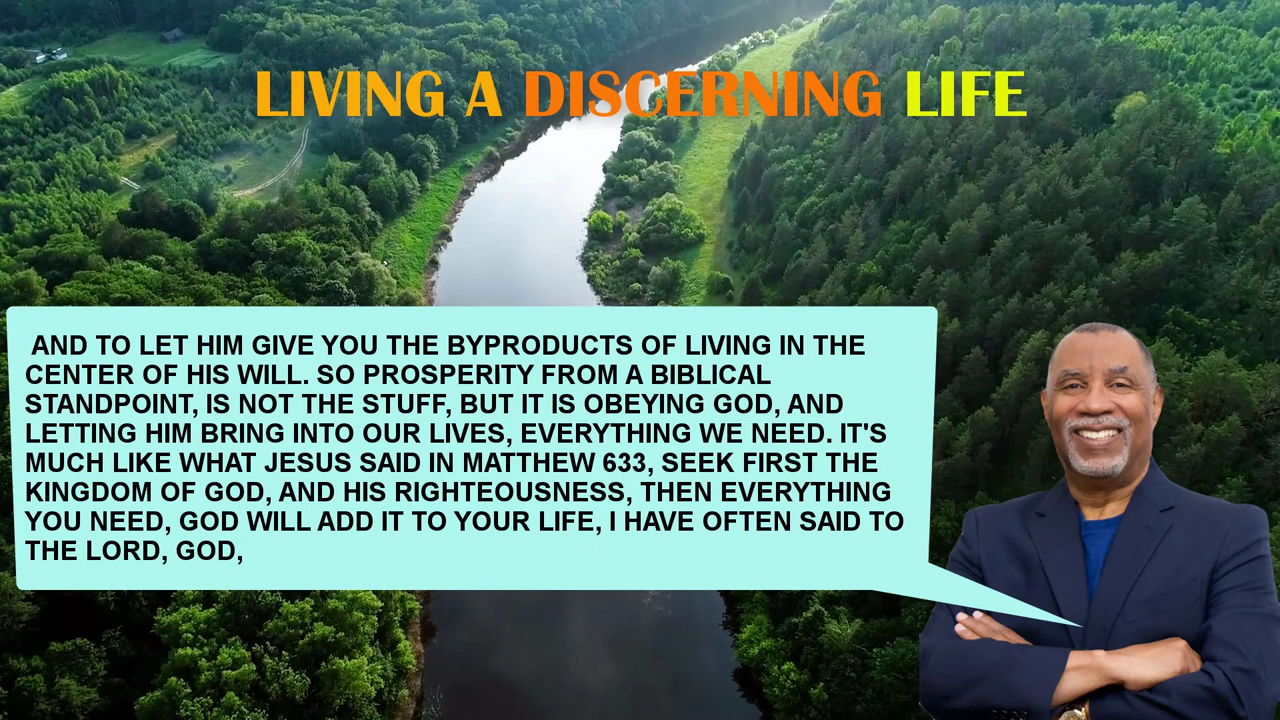 LIVING A DISCERNING LIFE
AND TO LET HIM GIVE YOU THE BYPRODUCTS OF LIVING IN THE
CENTER OF HIS WILL. SO PROSPERITY FROM A BIBLICAL
STANDPOINT, IS NOT THE STUFF, BUT IT IS OBEYING GOD, AND
LETTING HIM BRING INTO OUR LIVES, EVERYTHING WE NEED. IT'S
MUCH LIKE WHAT JESUS SAID IN MATTHEW 633, SEEK FIRST THE
KINGDOM OF GOD, AND HIS RIGHTEOUSNESS, THEN EVERYTHING
YOU NEED, GOD WILL ADD IT TO YOUR LIFE, I HAVE OFTEN SAID TO
THE LORD, GOD,